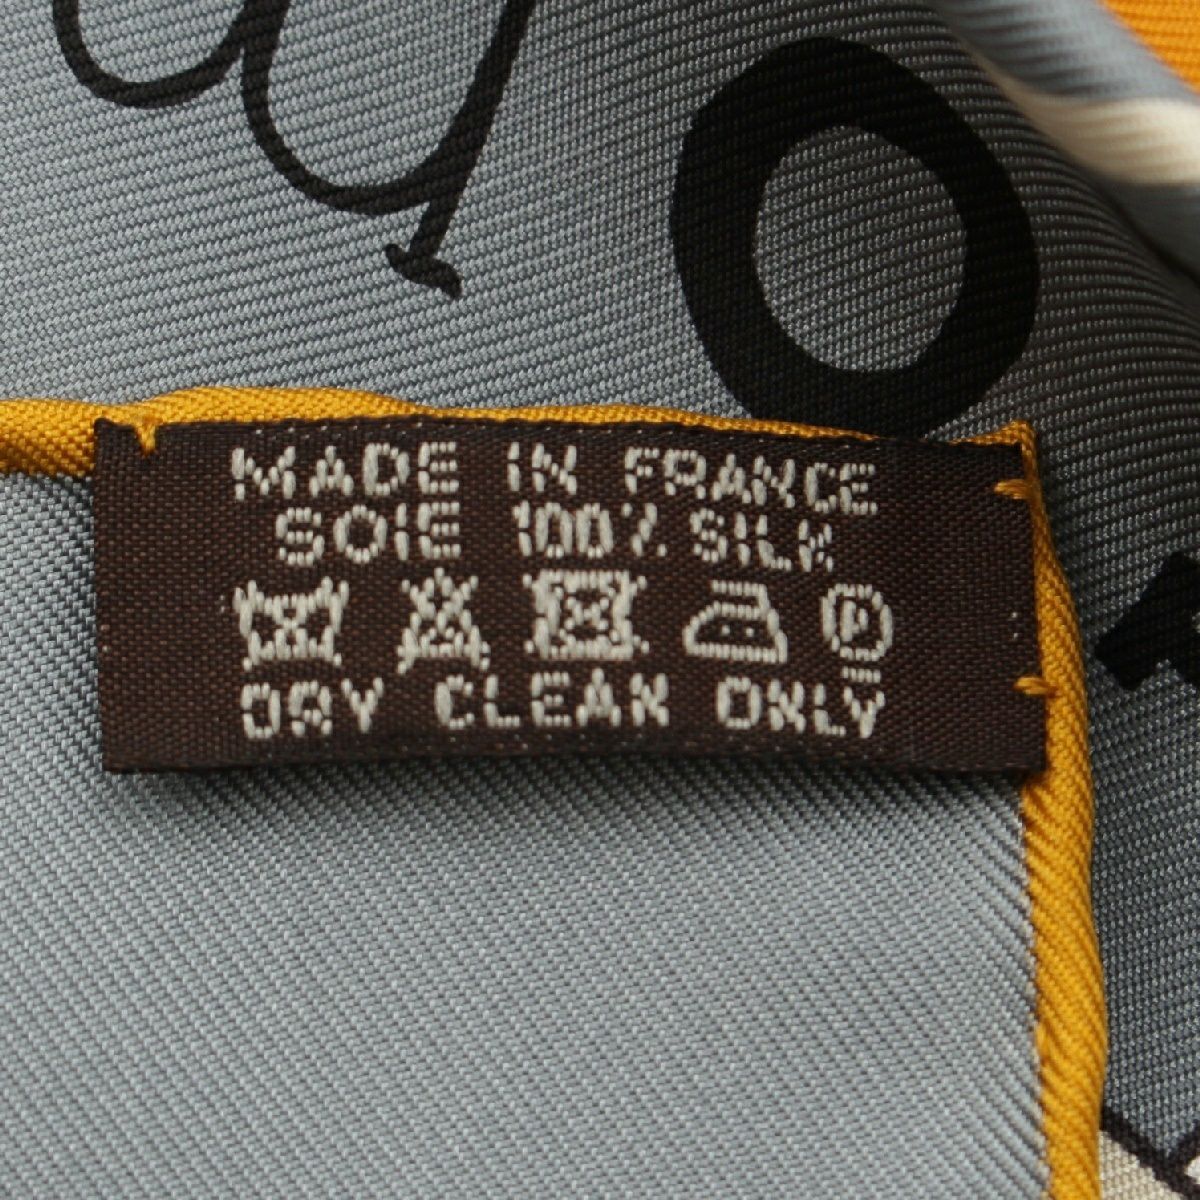 MADE IN FRANCE
SOIE 100% SILK
P
DRY CLEAN ONLY